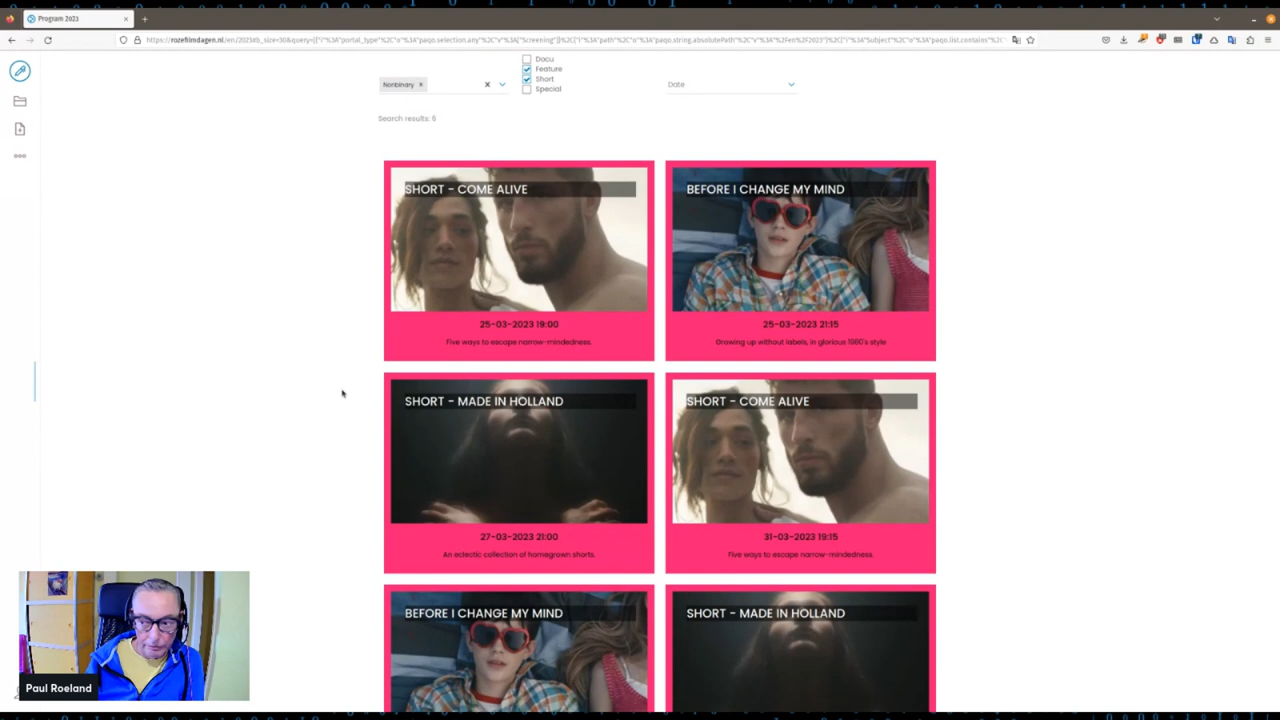 Program 2023
Docu
Feature
Nonbinary
Short
Date
Special
Search results: 6
SHORT - COME ALIVE
BEFORE I CHANGE MY MIND
25-03-2023 19:00
25-03-2023 21:15
Five ways to escape narrow-mindedness.
Growing up without labels, in glorious 1980's style
SHORT - MADE IN HOLLAND
SHORT - COME ALIVE
27-03-2023 21:00
31-03-2023 19:15
An eclectic collection of homegrown shorts.
Five ways to escape narrow-mindedness.
BEFORE I CHANGE MY MIND
SHORT - MADE IN HOLLAND
Paul Roeland